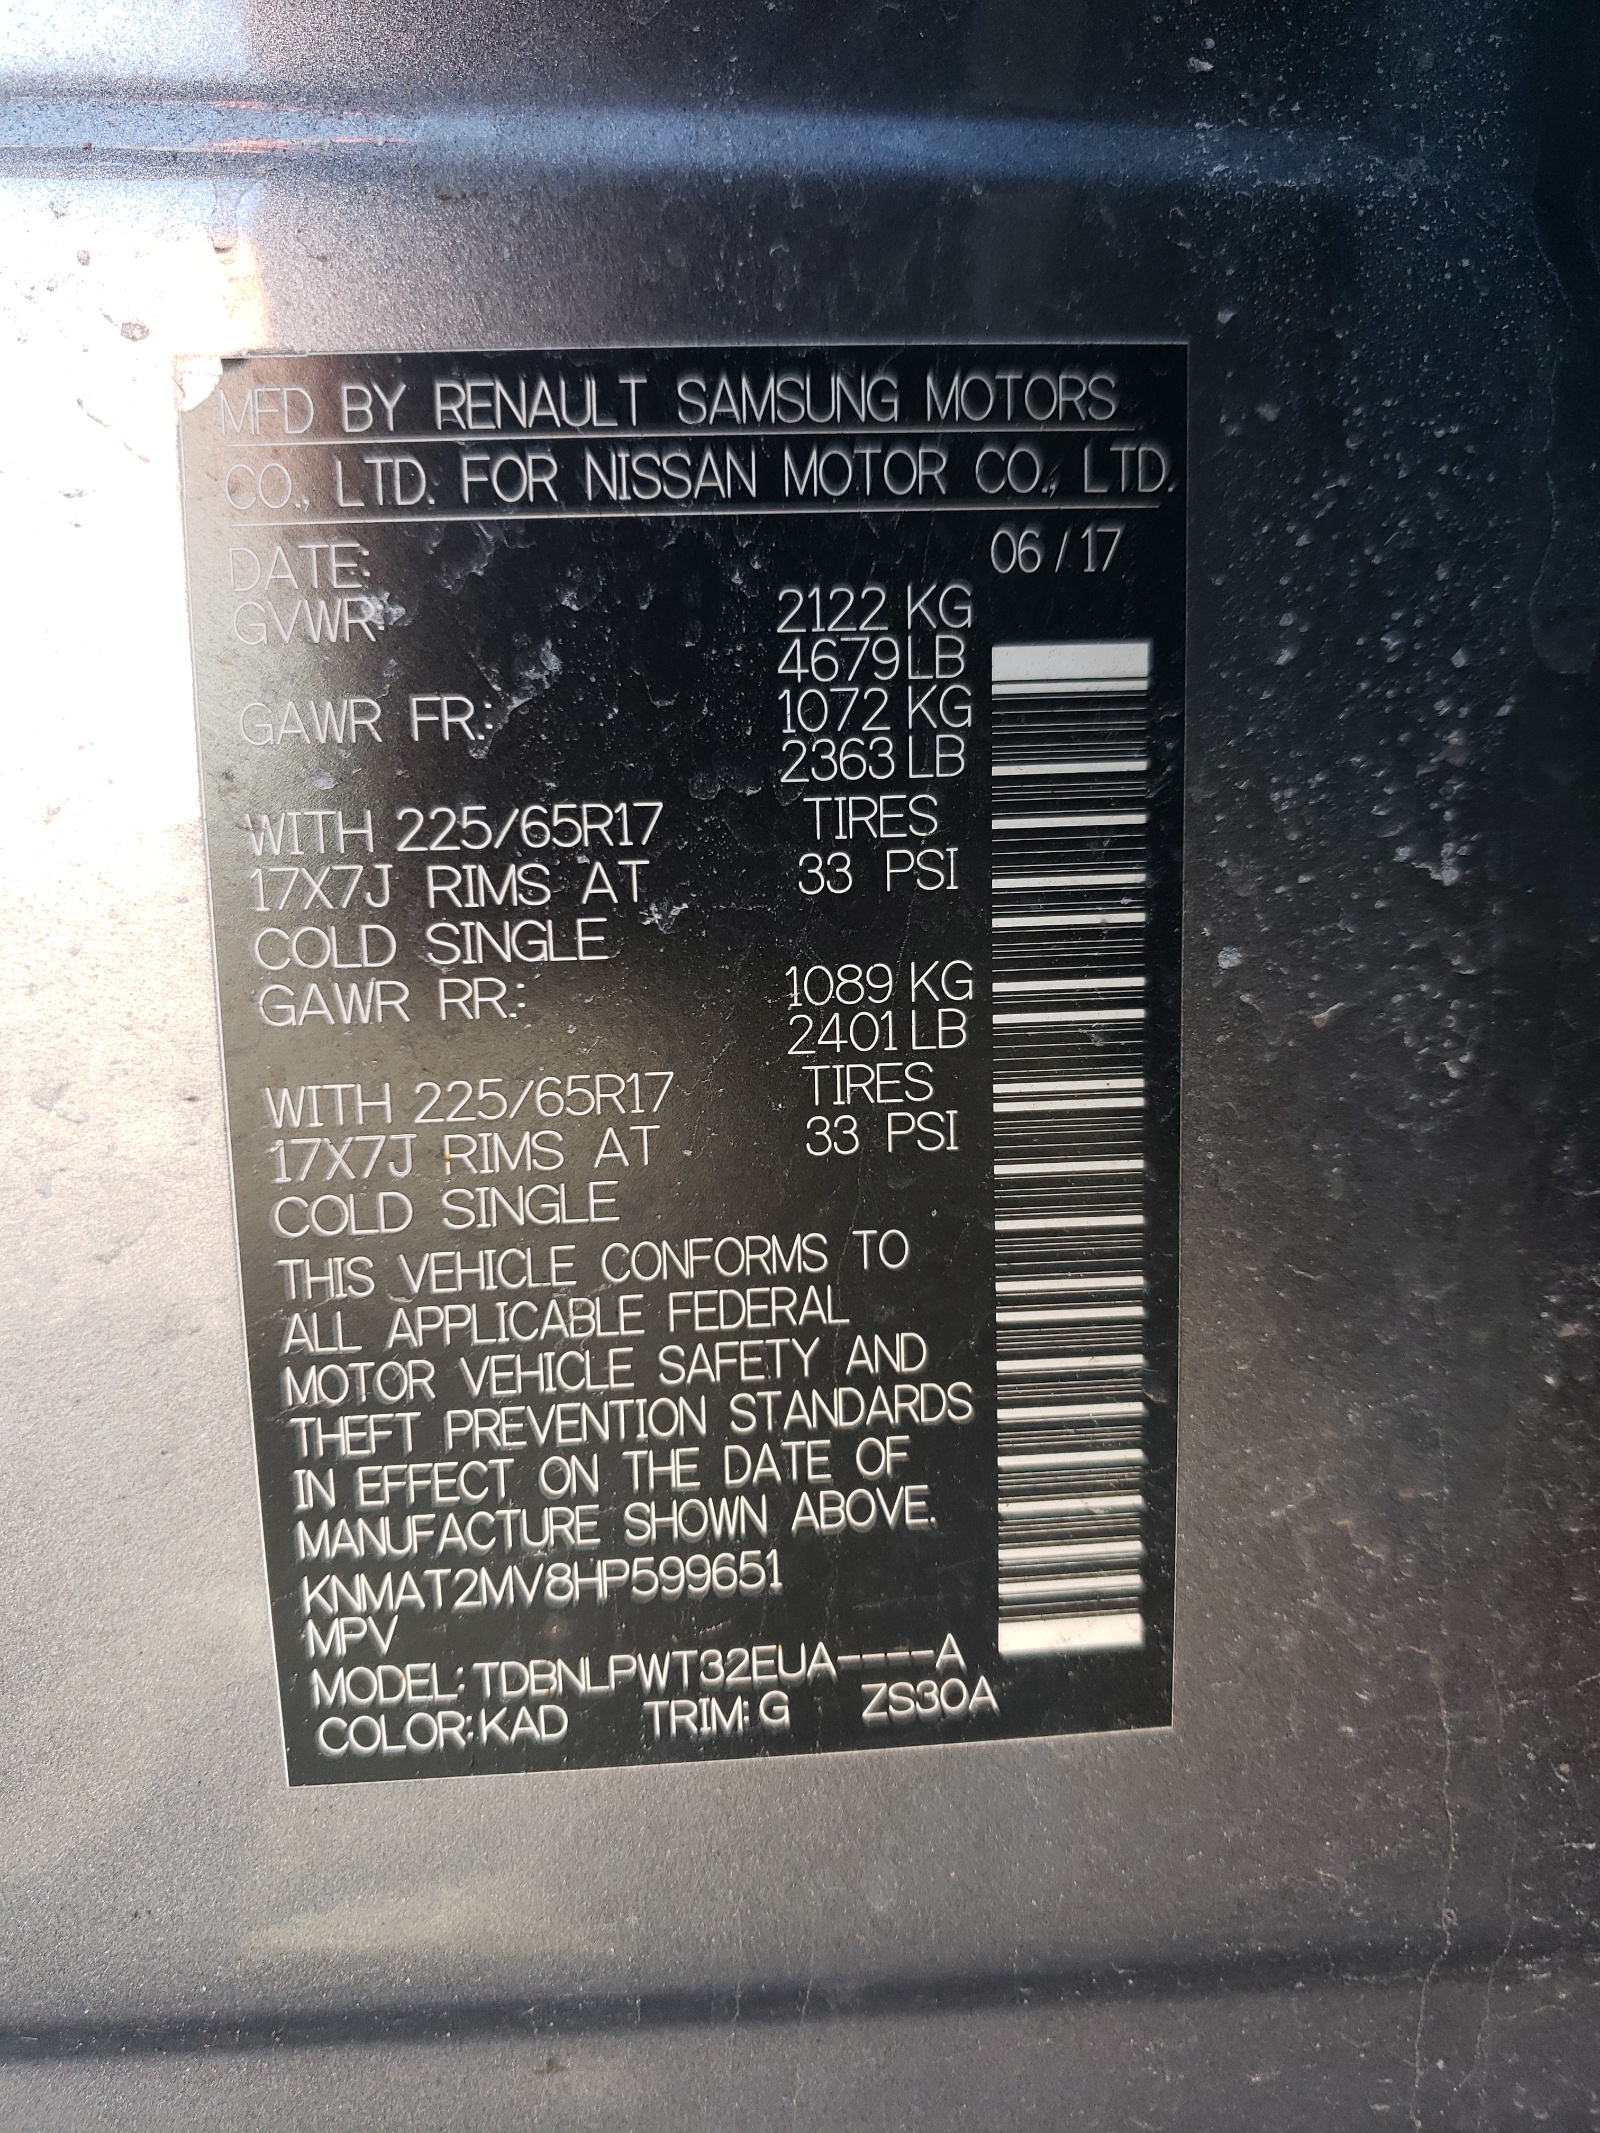 MFD BY RENAULT SAMSUNG MOTORS
CO., LTD. FOR NISSAN MOTOR CO., LTD.
DATE: 06 / 17
GVWR: 2122 KG
4679 LB
GAWR FR.: 1072 KG
2363 LB
WITH 225/65R17 TIRES
17X7J RIMS AT 33 PSI
COLD SINGLE
GAWR RR.: 1089 KG
2401 LB
WITH 225/65R17 TIRES
17X7J RIMS AT 33 PSI
COLD SINGLE
THIS VEHICLE CONFORMS TO
ALL APPLICABLE FEDERAL
MOTOR VEHICLE SAFETY AND
THEFT PREVENTION STANDARDS
IN EFFECT ON THE DATE OF
MANUFACTURE SHOWN ABOVE.
KNMAT2MV8HP599651
MPV
MODEL: TDBNLPWT32EUA----A
COLOR: KAD TRIM: G ZS30A